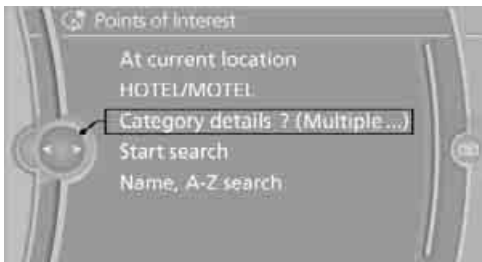 Points of Interest
At current location
HOTEL/MOTEL
Category details ? (Multiple ...)
Start search
Name, A-Z search